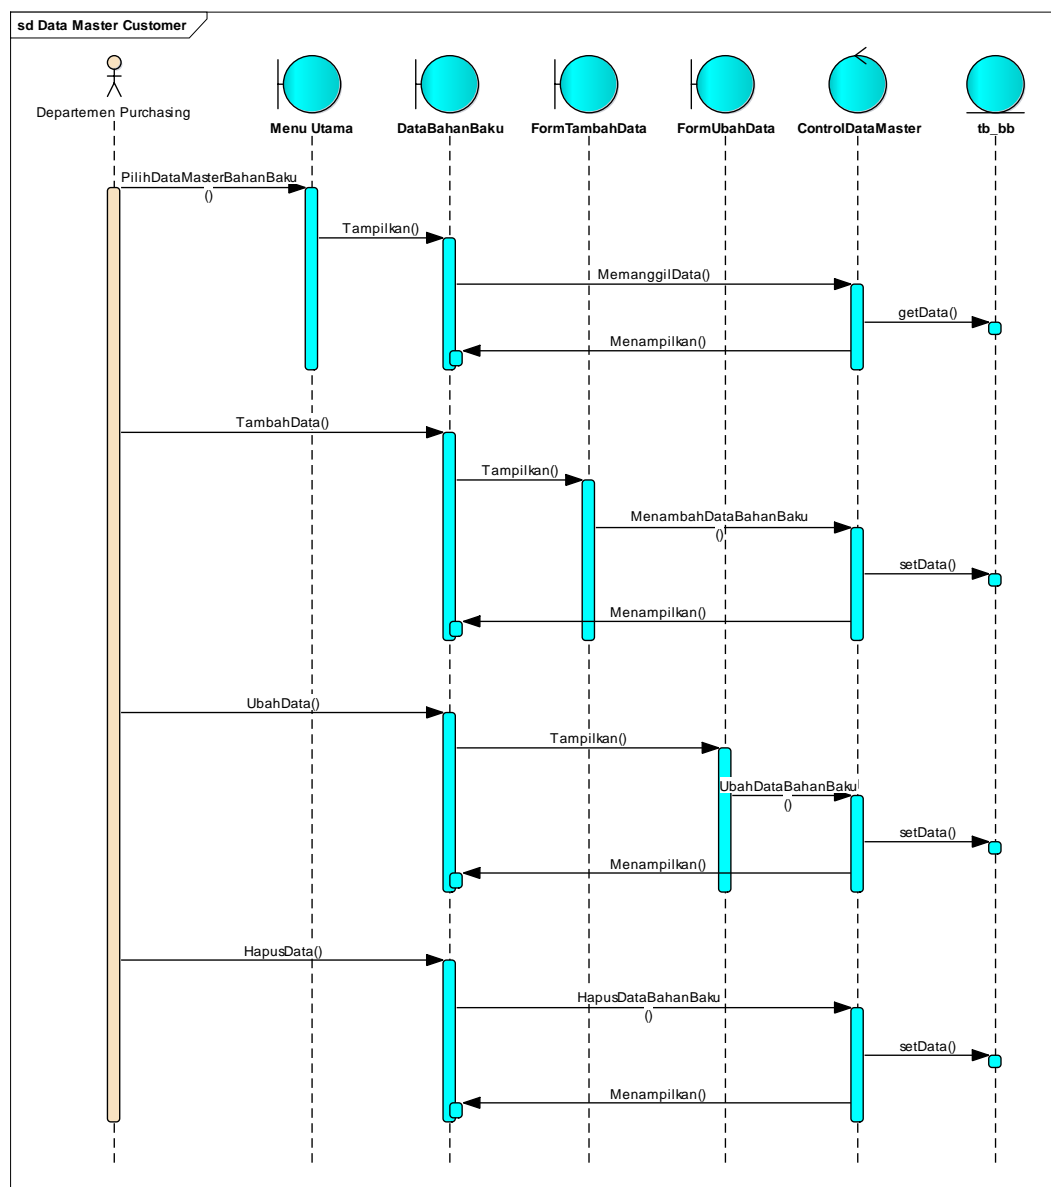 sd Data Master Customer
Departemen Purchasing
Menu Utama
DataBahanBaku
FormTambahData
FormUbahData
ControlDataMaster
tb_bb
PilihDataMasterBahanBaku
()
Tampilkan()
MemanggilData()
getData()
Menampilkan()
TambahData()
Tampilkan()
MenambahDataBahanBaku
()
setData()
Menampilkan()
UbahData()
Tampilkan()
UbahDataBahanBaku
()
setData()
Menampilkan()
HapusData()
HapusDataBahanBaku
()
setData()
Menampilkan()